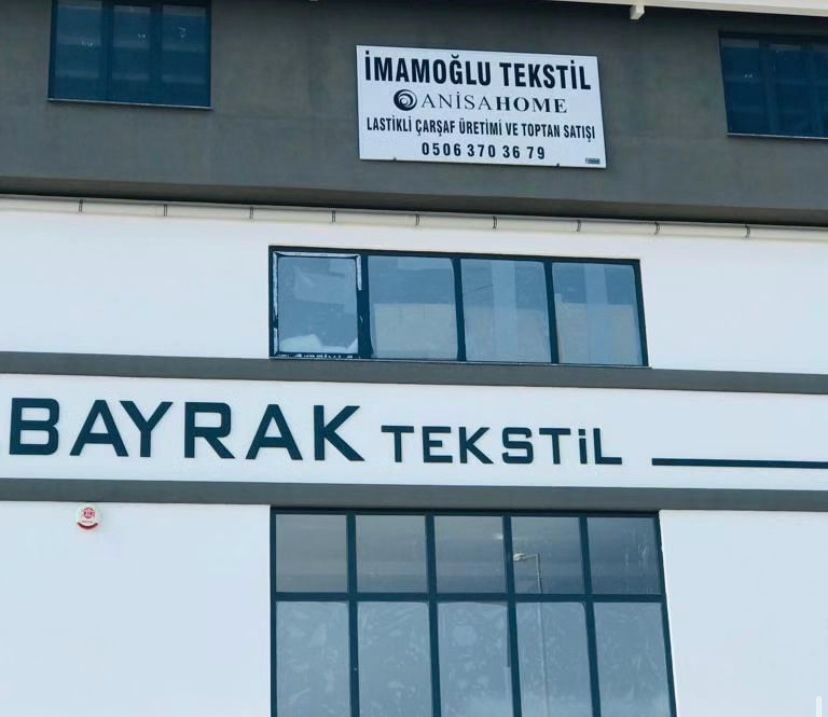 İMAMOĞLU TEKSTİL
ANİSAHOME
LASTİKLİ ÇARŞAF ÜRETİMİ VE TOPTAN SATIŞI
0506 370 36 79
BAYRAK TEKSTİL